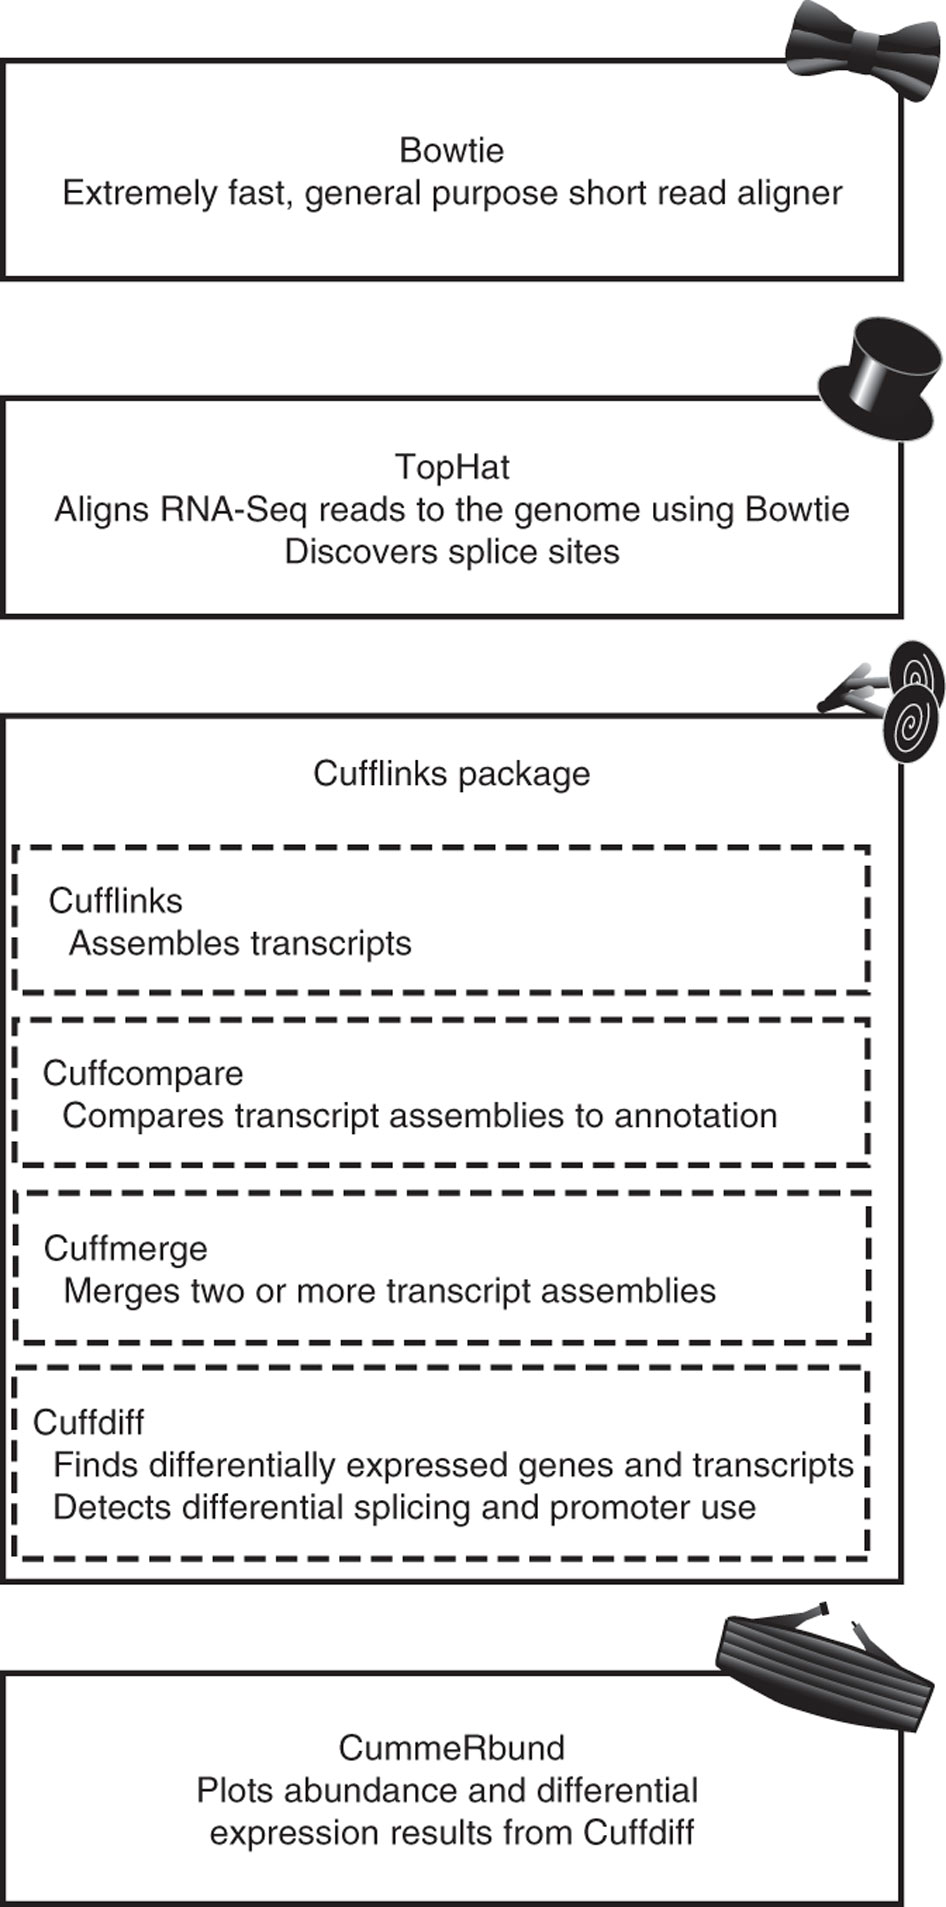 Bowtie
Extremely fast, general purpose short read aligner
TopHat
Aligns RNA-Seq reads to the genome using Bowtie
Discovers splice sites
Cufflinks package
Cufflinks
Assembles transcripts
Cuffcompare
Compares transcript assemblies to annotation
Cuffmerge
Merges two or more transcript assemblies
Cuffdiff
Finds differentially expressed genes and transcripts
Detects differential splicing and promoter use
CummeRbund
Plots abundance and differential
expression results from Cuffdiff